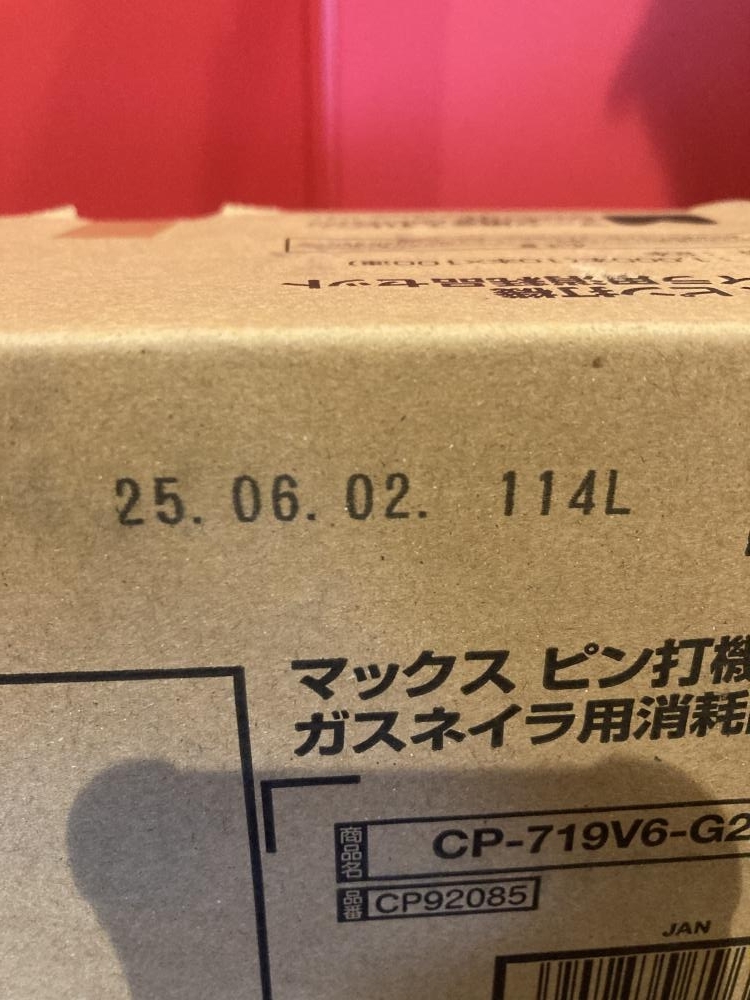 25. 06. 02. 114L
マックス ピン打機
ガスネイラ用消耗
商品名 CP-719V6-G2
品番 CP92085
JAN